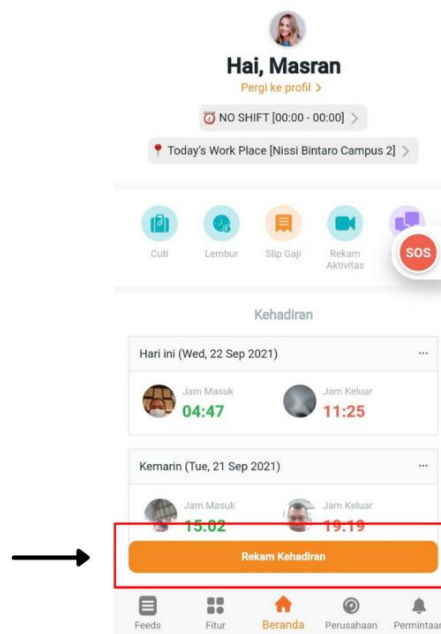 Hai, Masran
Pergi ke profil >
NO SHIFT [00:00 - 00:00] >
Today's Work Place [Nissi Bintaro Campus 2] >
Cuti
Lembur
Slip Gaji
Rekam Aktivitas
SOS
Kehadiran
Hari ini (Wed, 22 Sep 2021)
...
Jam Masuk
04:47
Jam Keluar
11:25
Kemarin (Tue, 21 Sep 2021)
...
Jam Masuk
15.02
Jam Keluar
19.19
Rekam Kehadiran
Feeds
Fitur
Beranda
Perusahaan
Permintaan